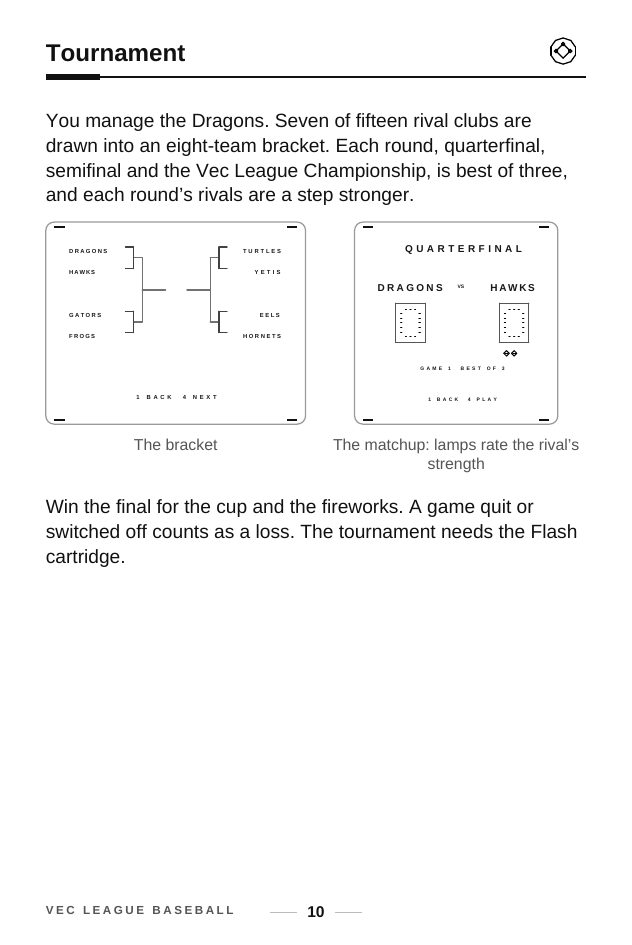 Tournament
You manage the Dragons. Seven of fifteen rival clubs are
drawn into an eight-team bracket. Each round, quarterfinal,
semifinal and the Vec League Championship, is best of three,
and each round’s rivals are a step stronger.
DRAGONS
HAWKS
GATORS
FROGS
TURTLES
YETIS
EELS
HORNETS
1 BACK 4 NEXT
QUARTERFINAL
DRAGONS VS HAWKS
0 0
GAME 1 BEST OF 3
1 BACK 4 PLAY
The bracket
The matchup: lamps rate the rival’s
strength
Win the final for the cup and the fireworks. A game quit or
switched off counts as a loss. The tournament needs the Flash
cartridge.
VEC LEAGUE BASEBALL
10